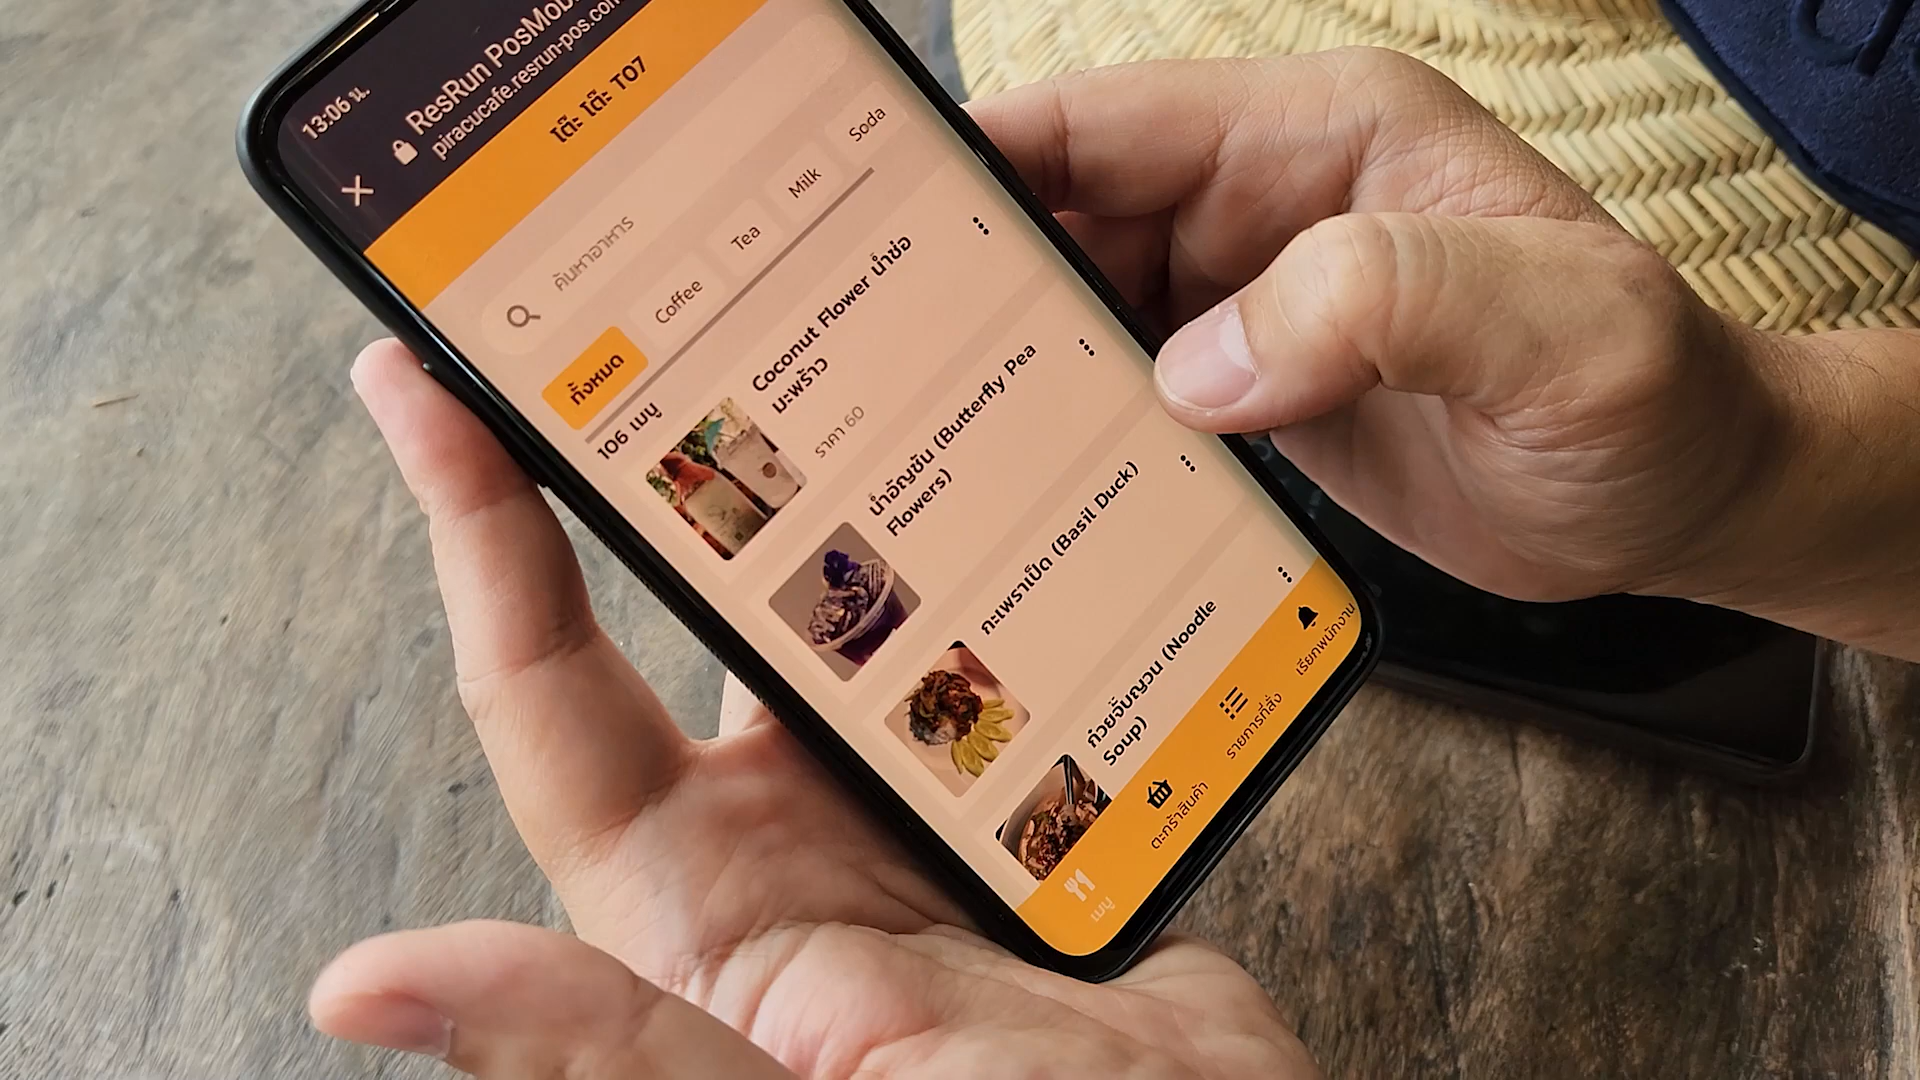 13:06 น.
ResRun PosMobi
piracucafe.resrun-pos.com
โต๊ะ โต๊ะ T07
ค้นหาอาหาร
ทั้งหมด Coffee Tea Milk Soda
106 เมนู
Coconut Flower น้ำช่อ
มะพร้าว
ราคา 60
น้ำอัญชัน (Butterfly Pea
Flowers)
กะเพราเป็ด (Basil Duck)
ก๋วยจั๊บญวน (Noodle
Soup)
เมนู ตะกร้าสินค้า รายการที่สั่ง เรียกพนักงาน